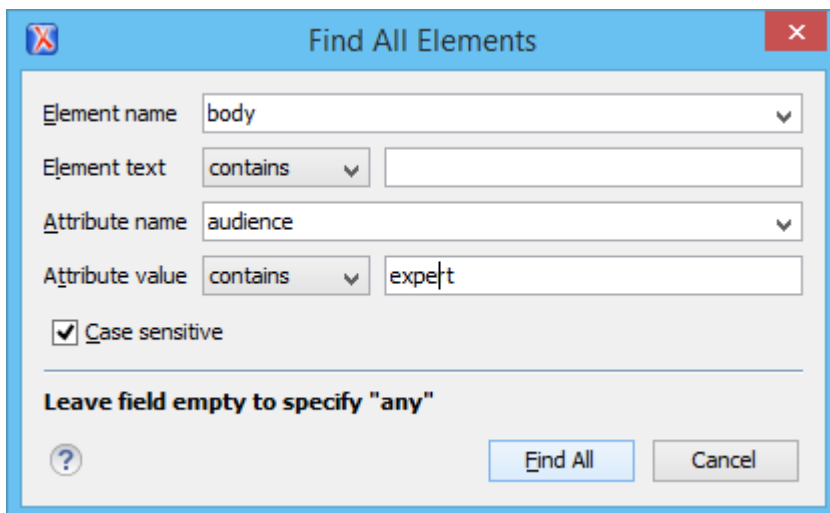 Find All Elements
Element name body
Element text contains
Attribute name audience
Attribute value contains expert
Case sensitive
Leave field empty to specify "any"
? Find All Cancel